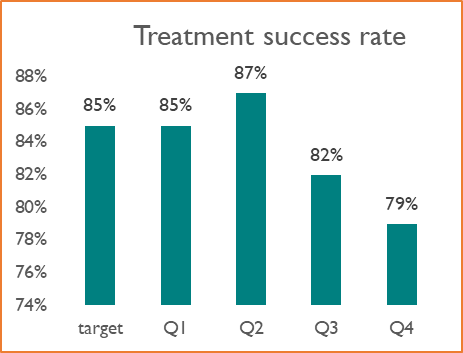 Treatment success rate
88%
86%
84%
82%
80%
78%
76%
74%
85%
85%
87%
82%
79%
target
Q1
Q2
Q3
Q4